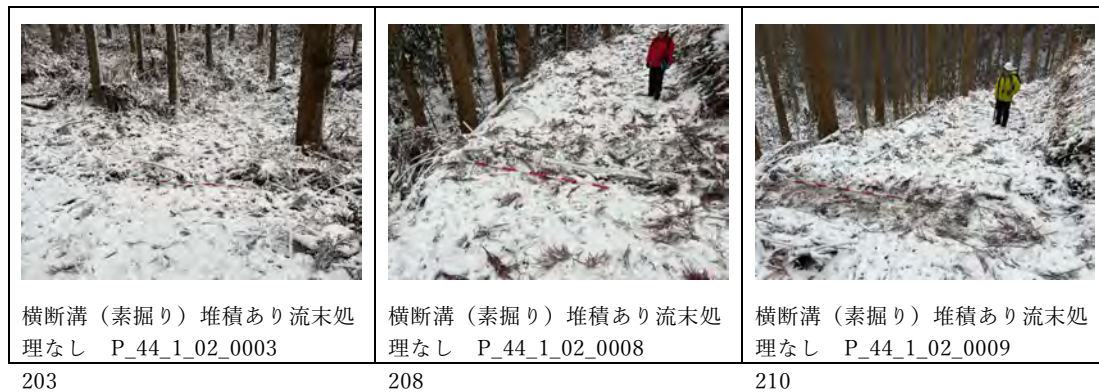 横断溝（素掘り）堆積あり流末処
理なし　P_44_1_02_0003
横断溝（素掘り）堆積あり流末処
理なし　P_44_1_02_0008
横断溝（素掘り）堆積あり流末処
理なし　P_44_1_02_0009
203
208
210